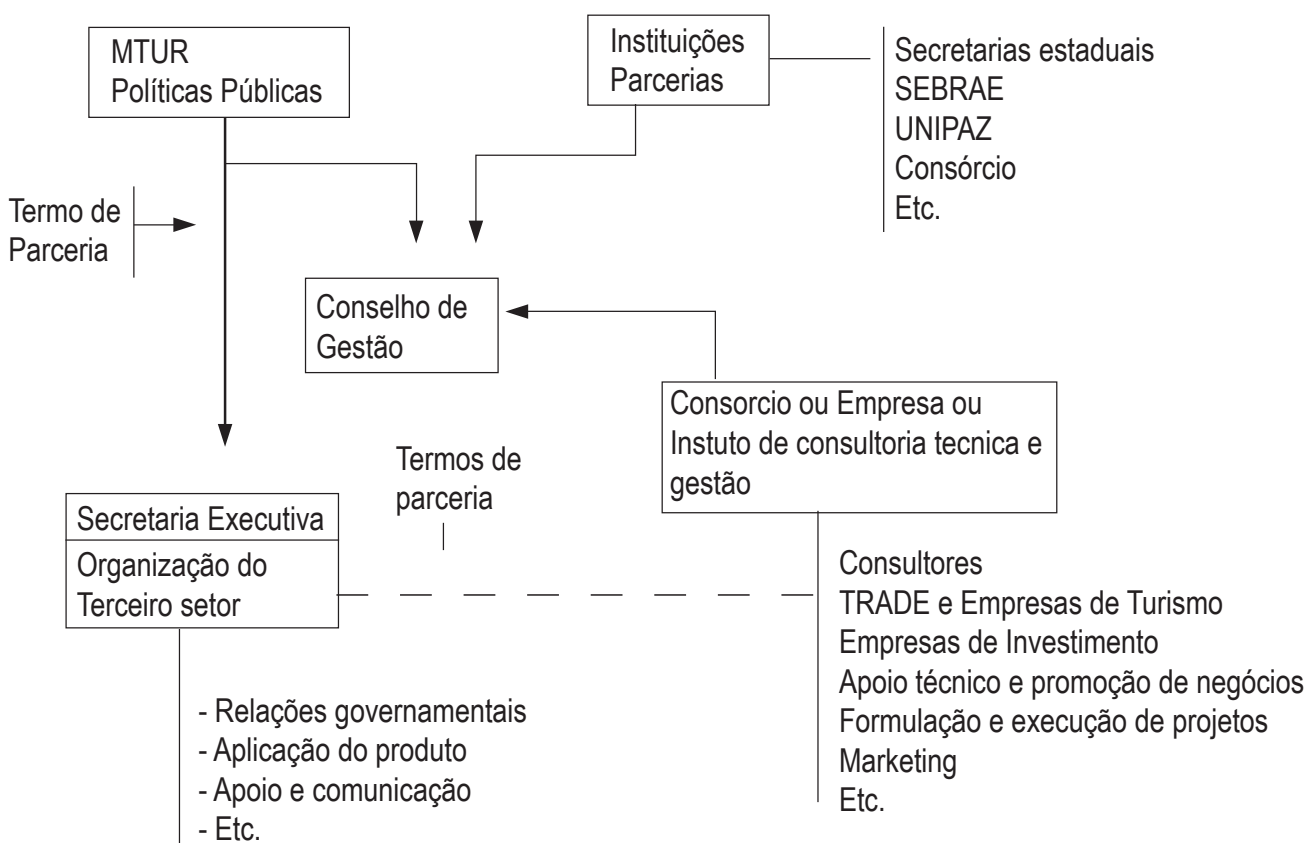 MTUR
Políticas Públicas
Instituições
Parcerias
Secretarias estaduais
SEBRAE
UNIPAZ
Consórcio
Etc.
Termo de
Parceria
Conselho de
Gestão
Consorcio ou Empresa ou
Instuto de consultoria tecnica e
gestão
Termos de
parceria
Secretaria Executiva
Organização do
Terceiro setor
Consultores
TRADE e Empresas de Turismo
Empresas de Investimento
Apoio técnico e promoção de negócios
Formulação e execução de projetos
Marketing
Etc.
- Relações governamentais
- Aplicação do produto
- Apoio e comunicação
- Etc.